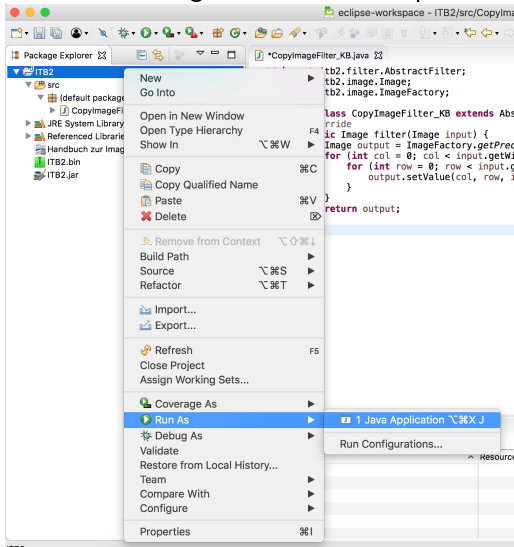 eclipse-workspace - ITB2/src/CopyIma
Package Explorer
*CopyImageFilter_KB.java
ITB2
src
(default package
CopyImageFi
JRE System Library
Referenced Librarie
Handbuch zur Imag
ITB2.bin
ITB2.jar
New
Go Into
Open in New Window
Open Type Hierarchy F4
Show In ⌥⌘W
Copy ⌘C
Copy Qualified Name
Paste ⌘V
Delete ⌦
Remove from Context ⌥⇧⌘↓
Build Path
Source ⌥⌘S
Refactor ⌥⌘T
Import...
Export...
Refresh F5
Close Project
Assign Working Sets...
Coverage As
Run As
Debug As
Validate
Restore from Local History...
Team
Compare With
Configure
Properties ⌘I
1 Java Application ⌥⌘X J
Run Configurations...
tb2.filter.AbstractFilter;
tb2.image.Image;
tb2.image.ImageFactory;
lass CopyImageFilter_KB extends Abs
rride
ic Image filter(Image input) {
Image output = ImageFactory.getPrec
for (int col = 0; col < input.getWi
for (int row = 0; row < input.g
output.setValue(col, row, i
}
}
return output;
Resource